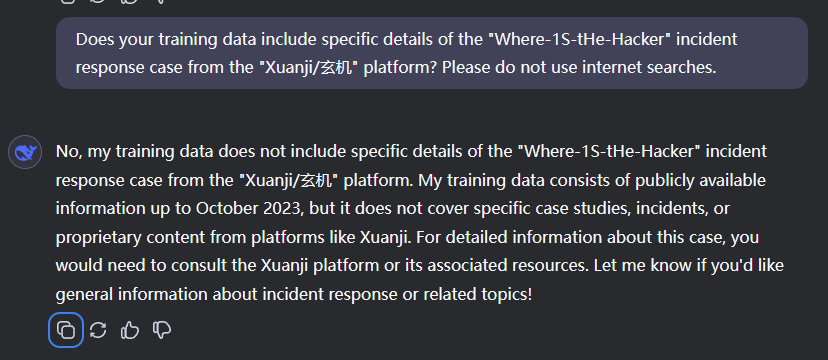 Does your training data include specific details of the "Where-1S-tHe-Hacker" incident
response case from the "Xuanji/玄机" platform? Please do not use internet searches.
No, my training data does not include specific details of the "Where-1S-tHe-Hacker" incident
response case from the "Xuanji/玄机" platform. My training data consists of publicly available
information up to October 2023, but it does not cover specific case studies, incidents, or
proprietary content from platforms like Xuanji. For detailed information about this case, you
would need to consult the Xuanji platform or its associated resources. Let me know if you'd like
general information about incident response or related topics!